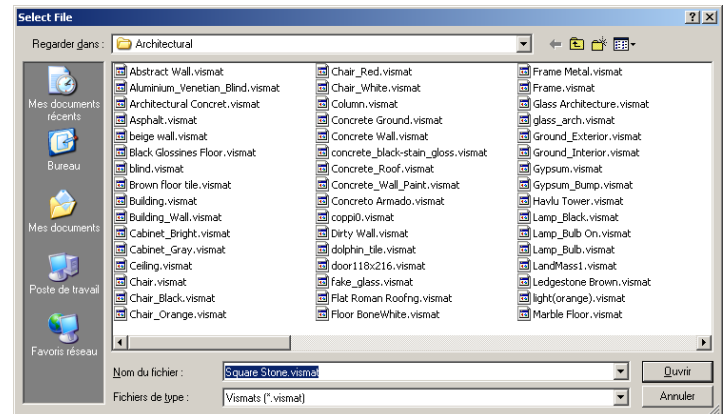 Select File
Regarder dans :
Architectural
Mes documents
récents
Bureau
Mes documents
Poste de travail
Favoris réseau
Abstract Wall.vismat
Aluminium_Venetian_Blind.vismat
Architectural Concret.vismat
Asphalt.vismat
beige wall.vismat
Black Glossines Floor.vismat
blind.vismat
Brown floor tile.vismat
Building.vismat
Building_Wall.vismat
Cabinet_Bright.vismat
Cabinet_Gray.vismat
Ceiling.vismat
Chair.vismat
Chair_Black.vismat
Chair_Orange.vismat
Chair_Red.vismat
Chair_White.vismat
Column.vismat
Concrete Ground.vismat
Concrete Wall.vismat
concrete_black-stain_gloss.vismat
Concrete_Roof.vismat
Concrete_Wall_Paint.vismat
Concreto Armado.vismat
coppi0.vismat
Dirty Wall.vismat
dolphin_tile.vismat
door118x216.vismat
fake_glass.vismat
Flat Roman Roofng.vismat
Floor BoneWhite.vismat
Frame Metal.vismat
Frame.vismat
Glass Architecture.vismat
glass_arch.vismat
Ground_Exterior.vismat
Ground_Interior.vismat
Gypsum.vismat
Gypsum_Bump.vismat
Havlu Tower.vismat
Lamp_Black.vismat
Lamp_Bulb On.vismat
Lamp_Bulb.vismat
LandMass1.vismat
Ledgestone Brown.vismat
light(orange).vismat
Marble Floor.vismat
Nom du fichier :
Square Stone.vismat
Ouvrir
Fichiers de type :
Vismats (*.vismat)
Annuler